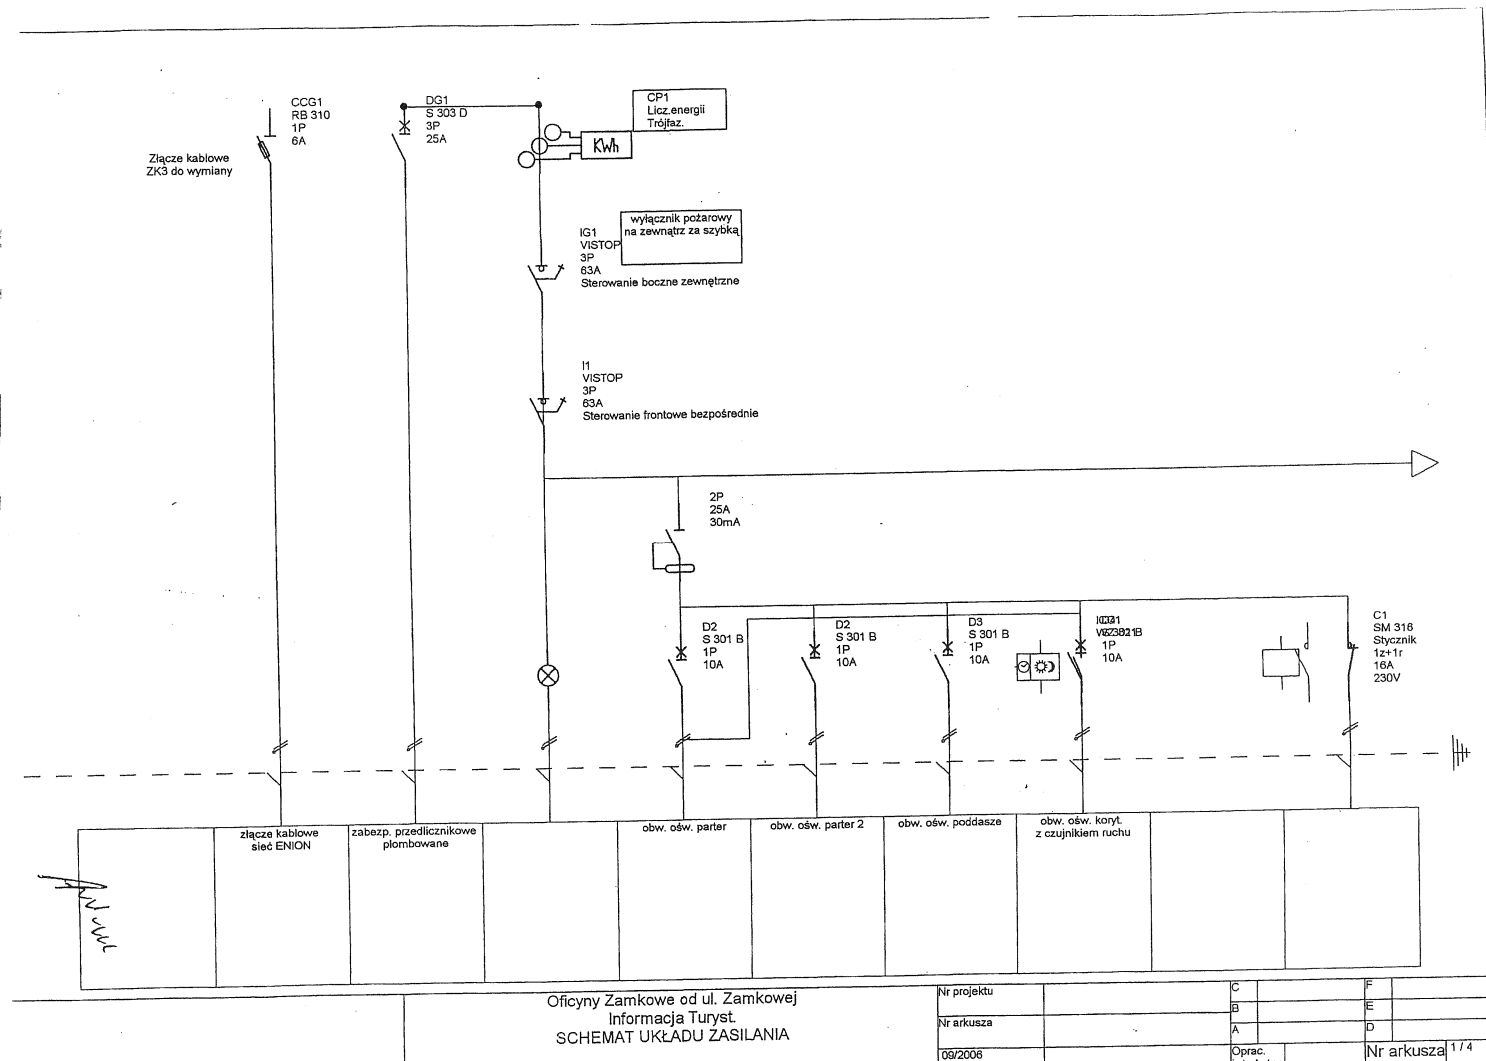 CCG1
RB 310
1P
6A
Złącze kablowe
ZK3 do wymiany
DG1
S 303 D
3P
25A
CP1
Licz.energii
Trójfaz.
KWh
wyłącznik pożarowy
na zewnątrz za szybką
IG1
VISTOP
3P
63A
Sterowanie boczne zewnętrzne
I1
VISTOP
3P
63A
Sterowanie frontowe bezpośrednie
2P
25A
30mA
D2
S 301 B
1P
10A
D2
S 301 B
1P
10A
D3
S 301 B
1P
10A
1P
10A
C1
SM 316
Stycznik
1z+1r
16A
230V
złącze kablowe
sieć ENION
zabezp. przedlicznikowe
plombowane
obw. ośw. parter
obw. ośw. parter 2
obw. ośw. poddasze
obw. ośw. koryt.
z czujnikiem ruchu
Oficyny Zamkowe od ul. Zamkowej
Informacja Turyst.
SCHEMAT UKŁADU ZASILANIA
Nr projektu
Nr arkusza
09/2006
C
B
A
Oprac.
F
E
D
Nr arkusza 1 / 4